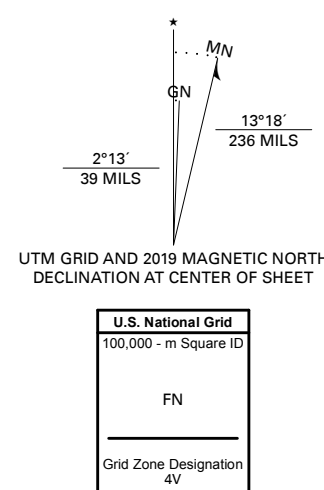 ★
MN
GN
13°18´
236 MILS
2°13´
39 MILS
UTM GRID AND 2019 MAGNETIC NORTH
DECLINATION AT CENTER OF SHEET
U.S. National Grid
100,000 - m Square ID
FN
Grid Zone Designation
4V